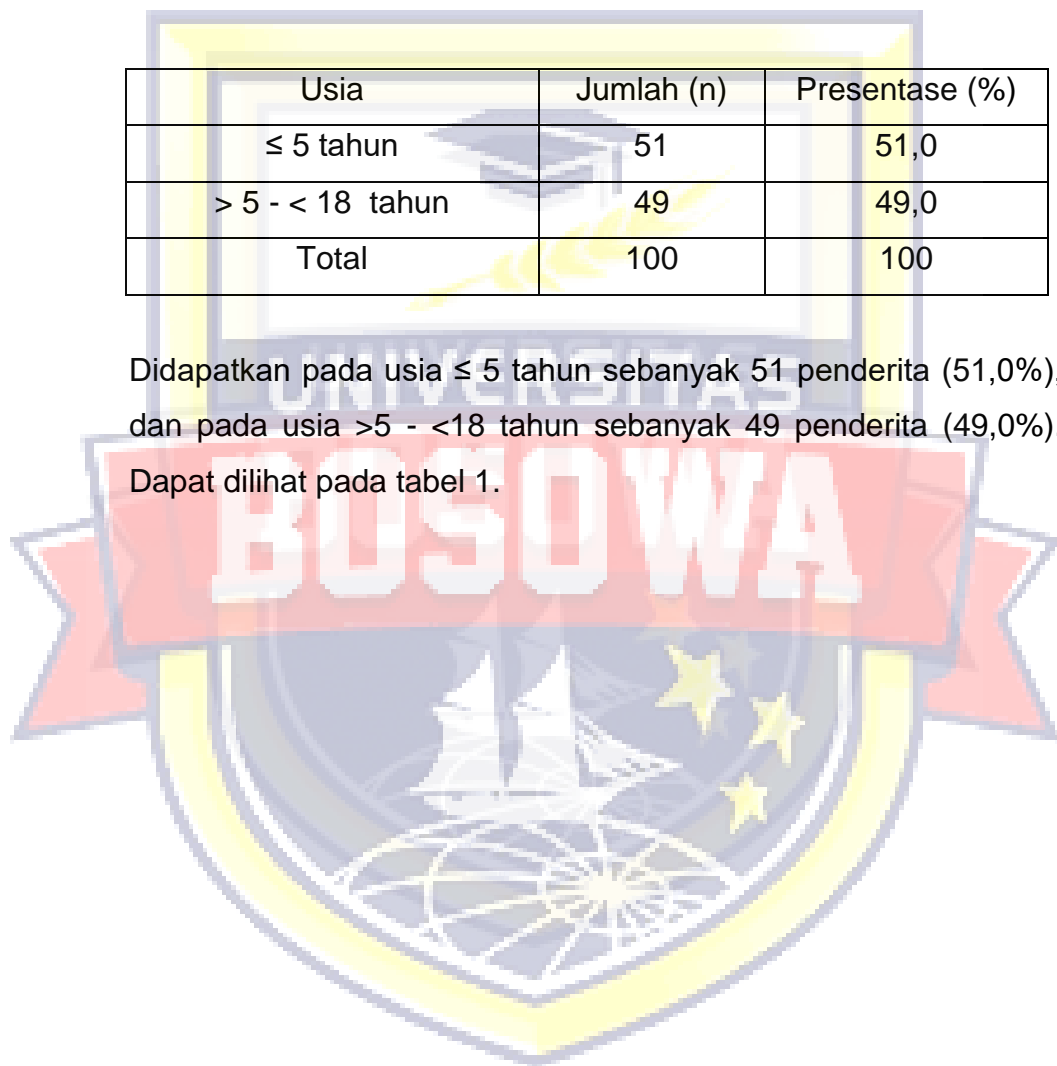 Usia Jumlah (n) Presentase (%)
≤ 5 tahun 51 51,0
> 5 - < 18 tahun 49 49,0
Total 100 100
Didapatkan pada usia ≤ 5 tahun sebanyak 51 penderita (51,0%),
dan pada usia >5 - <18 tahun sebanyak 49 penderita (49,0%).
Dapat dilihat pada tabel 1.
UNIVERSITAS
BOSOWA